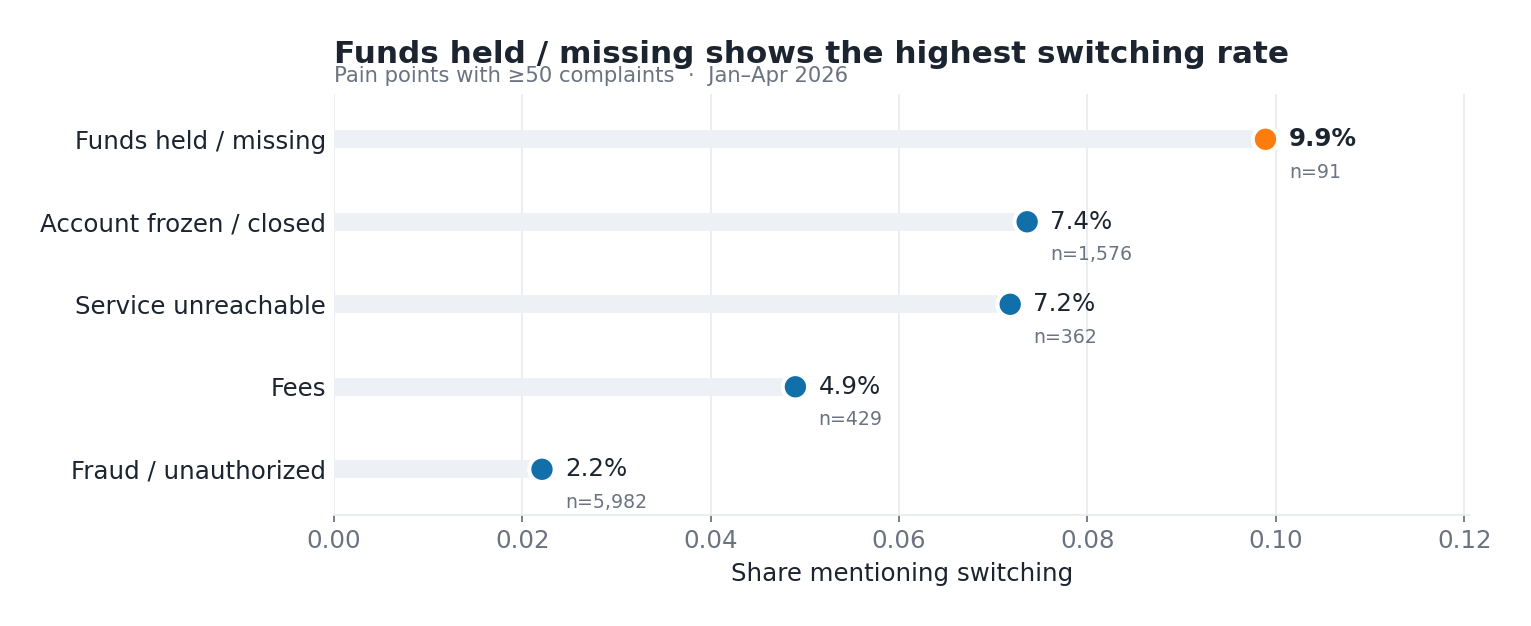 Funds held / missing shows the highest switching rate
Pain points with ≥50 complaints · Jan–Apr 2026
Funds held / missing
9.9%
n=91
Account frozen / closed
7.4%
n=1,576
Service unreachable
7.2%
n=362
Fees
4.9%
n=429
Fraud / unauthorized
2.2%
n=5,982
0.00 0.02 0.04 0.06 0.08 0.10 0.12
Share mentioning switching